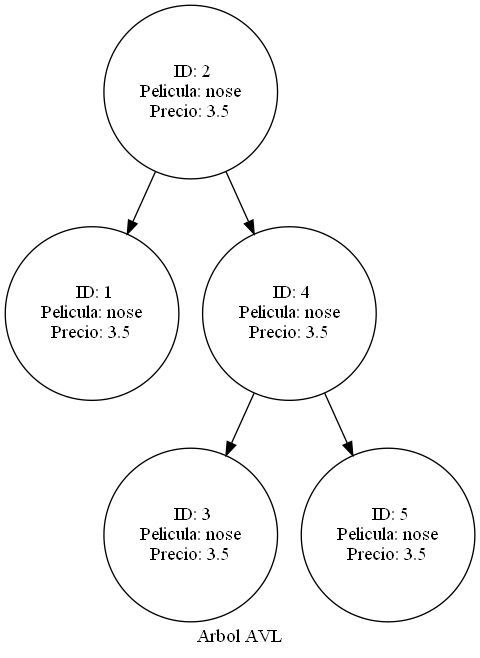 ID: 2
Pelicula: nose
Precio: 3.5
ID: 1
Pelicula: nose
Precio: 3.5
ID: 4
Pelicula: nose
Precio: 3.5
ID: 3
Pelicula: nose
Precio: 3.5
ID: 5
Pelicula: nose
Precio: 3.5
Arbol AVL